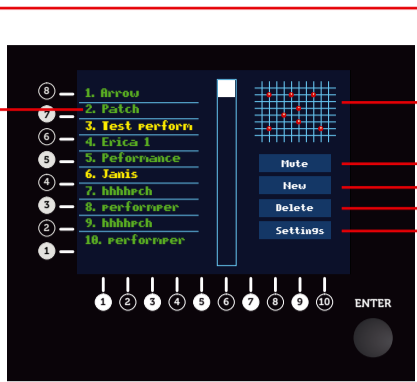 8
7
6
5
4
3
2
1
1. Arrow
2. Patch
3. Test perform
4. Erica 1
5. Peformance
6. Janis
7. hhhhpch
8. performper
9. hhhhpch
10. performper
Mute
New
Delete
Settings
1 2 3 4 5 6 7 8 9 10
ENTER